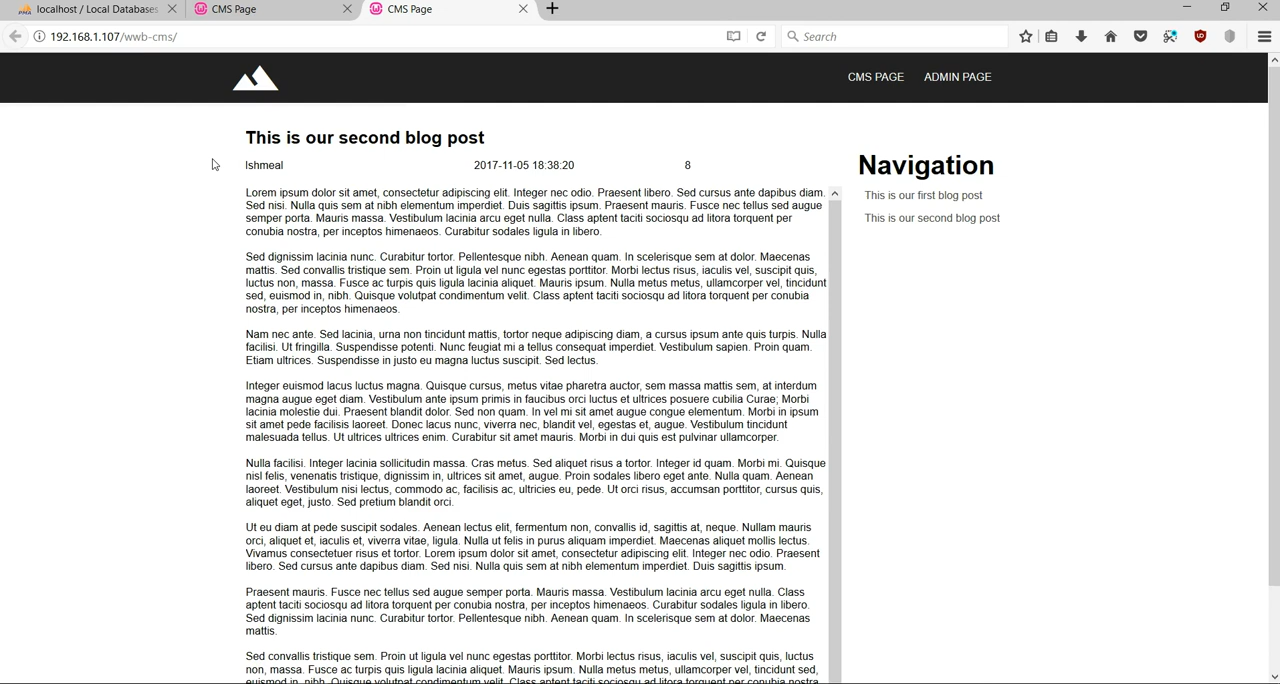 localhost / Local Databases
CMS Page
CMS Page
192.168.1.107/wwb-cms/
Search
CMS PAGE
ADMIN PAGE
This is our second blog post
Ishmeal
2017-11-05 18:38:20
8
Lorem ipsum dolor sit amet, consectetur adipiscing elit. Integer nec odio. Praesent libero. Sed cursus ante dapibus diam.
Sed nisi. Nulla quis sem at nibh elementum imperdiet. Duis sagittis ipsum. Praesent mauris. Fusce nec tellus sed augue
semper porta. Mauris massa. Vestibulum lacinia arcu eget nulla. Class aptent taciti sociosqu ad litora torquent per
conubia nostra, per inceptos himenaeos. Curabitur sodales ligula in libero.
Sed dignissim lacinia nunc. Curabitur tortor. Pellentesque nibh. Aenean quam. In scelerisque sem at dolor. Maecenas
mattis. Sed convallis tristique sem. Proin ut ligula vel nunc egestas porttitor. Morbi lectus risus, iaculis vel, suscipit quis,
luctus non, massa. Fusce ac turpis quis ligula lacinia aliquet. Mauris ipsum. Nulla metus metus, ullamcorper vel, tincidunt
sed, euismod in, nibh. Quisque volutpat condimentum velit. Class aptent taciti sociosqu ad litora torquent per conubia
nostra, per inceptos himenaeos.
Nam nec ante. Sed lacinia, urna non tincidunt mattis, tortor neque adipiscing diam, a cursus ipsum ante quis turpis. Nulla
facilisi. Ut fringilla. Suspendisse potenti. Nunc feugiat mi a tellus consequat imperdiet. Vestibulum sapien. Proin quam.
Etiam ultrices. Suspendisse in justo eu magna luctus suscipit. Sed lectus.
Integer euismod lacus luctus magna. Quisque cursus, metus vitae pharetra auctor, sem massa mattis sem, at interdum
magna augue eget diam. Vestibulum ante ipsum primis in faucibus orci luctus et ultrices posuere cubilia Curae; Morbi
lacinia molestie dui. Praesent blandit dolor. Sed non quam. In vel mi sit amet augue congue elementum. Morbi in ipsum
sit amet pede facilisis laoreet. Donec lacus nunc, viverra nec, blandit vel, egestas et, augue. Vestibulum tincidunt
malesuada tellus. Ut ultrices ultrices enim. Curabitur sit amet mauris. Morbi in dui quis est pulvinar ullamcorper.
Nulla facilisi. Integer lacinia sollicitudin massa. Cras metus. Sed aliquet risus a tortor. Integer id quam. Morbi mi. Quisque
nisl felis, venenatis tristique, dignissim in, ultrices sit amet, augue. Proin sodales libero eget ante. Nulla quam. Aenean
laoreet. Vestibulum nisi lectus, commodo ac, facilisis ac, ultricies eu, pede. Ut orci risus, accumsan porttitor, cursus quis,
aliquet eget, justo. Sed pretium blandit orci.
Ut eu diam at pede suscipit sodales. Aenean lectus elit, fermentum non, convallis id, sagittis at, neque. Nullam mauris
orci, aliquet et, iaculis et, viverra vitae, ligula. Nulla ut felis in purus aliquam imperdiet. Maecenas aliquet mollis lectus.
Vivamus consectetuer risus et tortor. Lorem ipsum dolor sit amet, consectetur adipiscing elit. Integer nec odio. Praesent
libero. Sed cursus ante dapibus diam. Sed nisi. Nulla quis sem at nibh elementum imperdiet. Duis sagittis ipsum.
Praesent mauris. Fusce nec tellus sed augue semper porta. Mauris massa. Vestibulum lacinia arcu eget nulla. Class
aptent taciti sociosqu ad litora torquent per conubia nostra, per inceptos himenaeos. Curabitur sodales ligula in libero.
Sed dignissim lacinia nunc. Curabitur tortor. Pellentesque nibh. Aenean quam. In scelerisque sem at dolor. Maecenas
mattis.
Sed convallis tristique sem. Proin ut ligula vel nunc egestas porttitor. Morbi lectus risus, iaculis vel, suscipit quis, luctus
non, massa. Fusce ac turpis quis ligula lacinia aliquet. Mauris ipsum. Nulla metus metus, ullamcorper vel, tincidunt sed,
euismod in, nibh. Quisque volutpat condimentum velit. Class aptent taciti sociosqu ad litora torquent per conubia nostra
Navigation
This is our first blog post
This is our second blog post